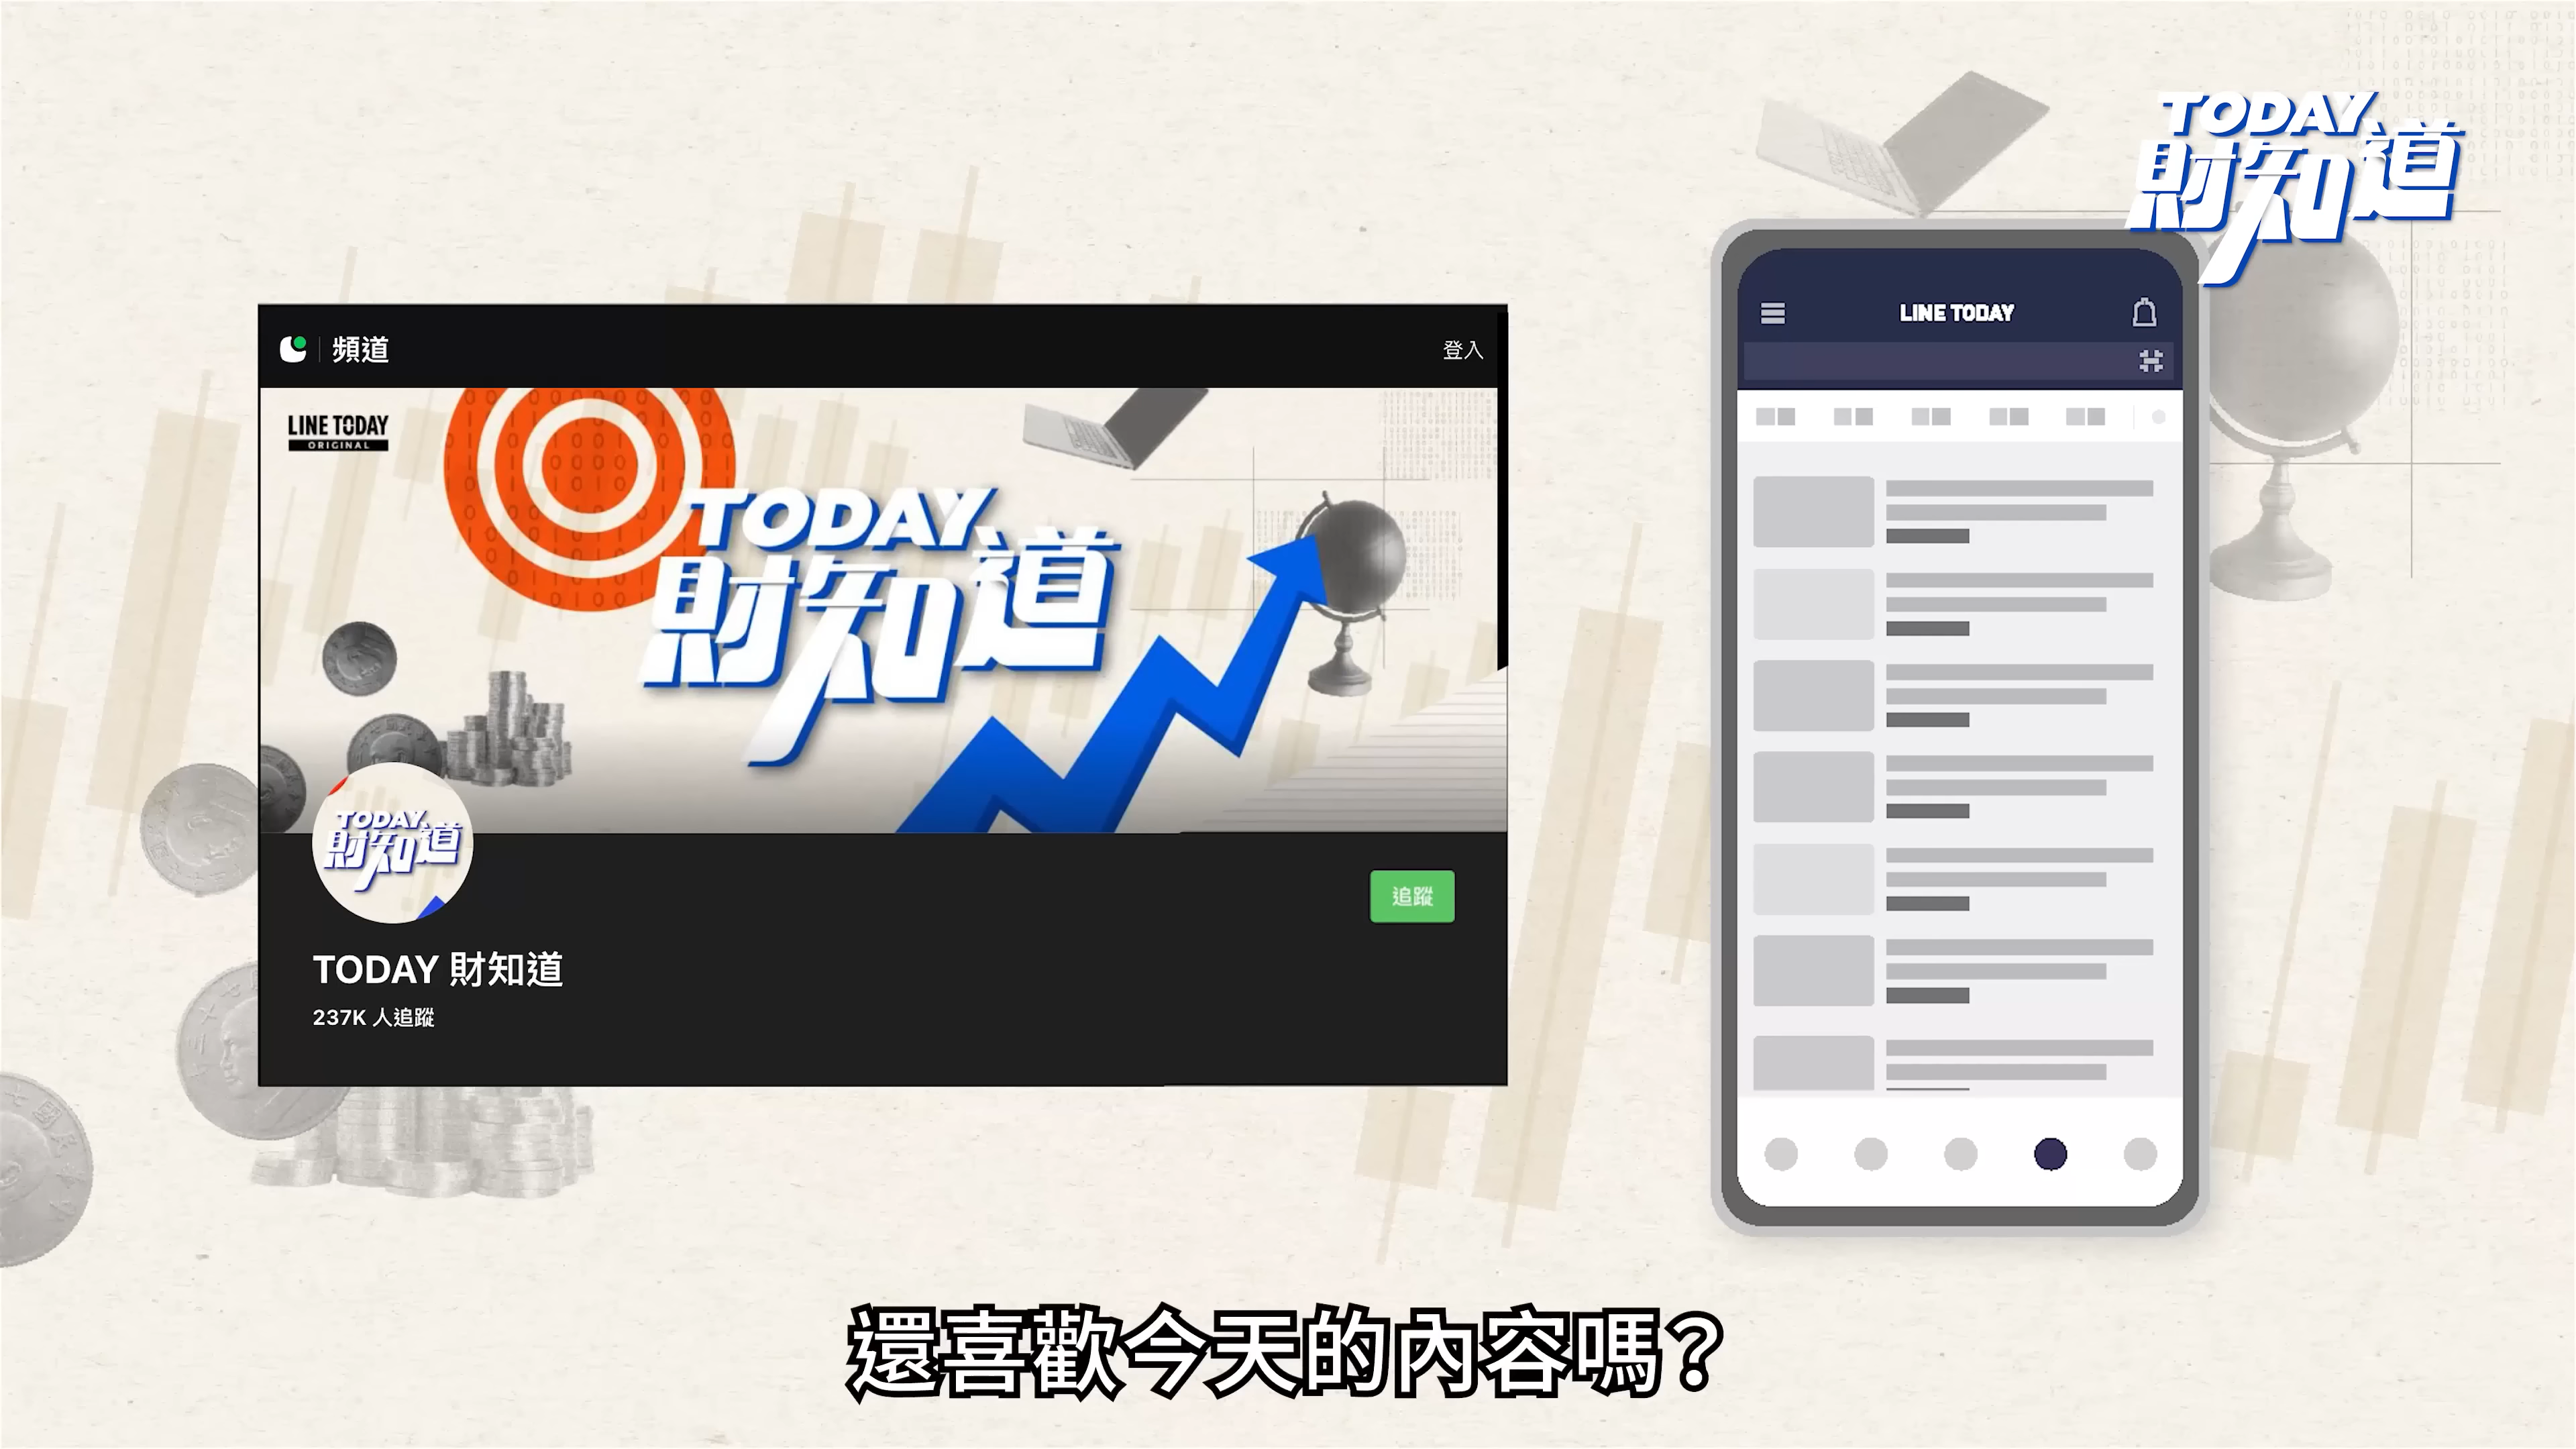 TODAY
財知道
頻道
登入
LINE TODAY
ORIGINAL
TODAY
財知道
TODAY
財知道
追蹤
TODAY 財知道
237K 人追蹤
LINE TODAY
還喜歡今天的內容嗎？